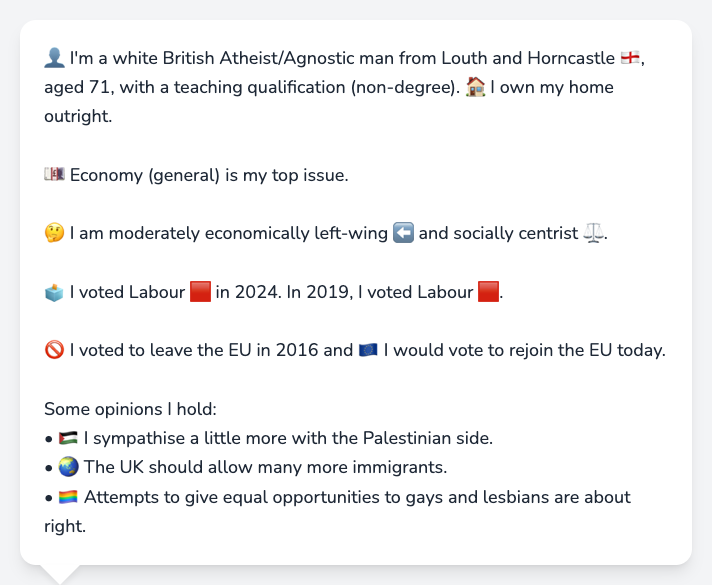 👤 I'm a white British Atheist/Agnostic man from Louth and Horncastle 🏴󠁧󠁢󠁥󠁮󠁧󠁿,
aged 71, with a teaching qualification (non-degree). 🏠 I own my home
outright.
💷 Economy (general) is my top issue.
🤔 I am moderately economically left-wing ⬅️ and socially centrist ⚖️.
🗳️ I voted Labour 🟥 in 2024. In 2019, I voted Labour 🟥.
🚫 I voted to leave the EU in 2016 and 🇪🇺 I would vote to rejoin the EU today.
Some opinions I hold:
• 🇵🇸 I sympathise a little more with the Palestinian side.
• 🌏 The UK should allow many more immigrants.
• 🏳️‍🌈 Attempts to give equal opportunities to gays and lesbians are about
right.